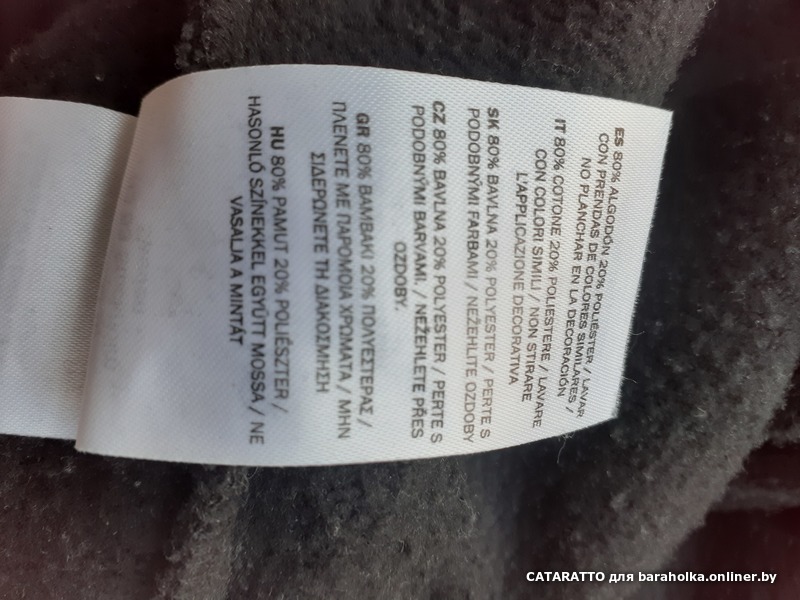 ES 80% ALGODÓN 20% POLIÉSTER / LAVAR
CON PRENDAS DE COLORES SIMILARES /
NO PLANCHAR EN LA DECORACIÓN
IT 80% COTONE 20% POLIESTERE / LAVARE
CON COLORI SIMILI / NON STIRARE
L'APPLICAZIONE DECORATIVA
SK 80% BAVLNA 20% POLYESTER / PERTE S
PODOBNÝMI FARBAMI / NEŽEHLITE OZDOBY
CZ 80% BAVLNA 20% POLYESTER / PERTE S
PODOBNÝMI BARVAMI. / NEŽEHLETE PŘES
OZDOBY.
GR 80% ΒΑΜΒΑΚΙ 20% ΠΟΛΥΕΣΤΕΡΑΣ /
ΠΛΕΝΕΤΕ ΜΕ ΠΑΡΟΜΟΙΑ ΧΡΩΜΑΤΑ / ΜΗΝ
ΣΙΔΕΡΩΝΕΤΕ ΤΗ ΔΙΑΚΟΣΜΗΣΗ
HU 80% PAMUT 20% POLIÉSZTER /
HASONLÓ SZÍNEKKEL EGYÜTT MOSSA / NE
VASALJA A MINTÁT
CATARATTO для baraholka.onliner.by